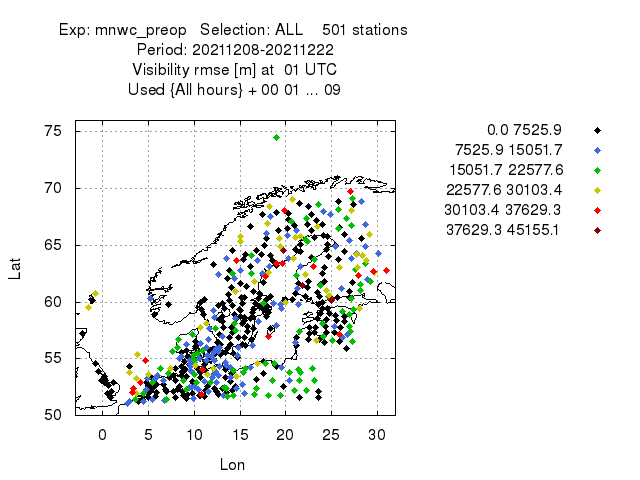 Exp: mnwc_preop   Selection: ALL    501 stations
Period: 20211208-20211222
Visibility rmse [m] at  01 UTC
Used {All hours} + 00 01 ... 09
0.0 7525.9
7525.9 15051.7
15051.7 22577.6
22577.6 30103.4
30103.4 37629.3
37629.3 45155.1
75
70
65
60
55
50
Lat
0 5 10 15 20 25 30
Lon